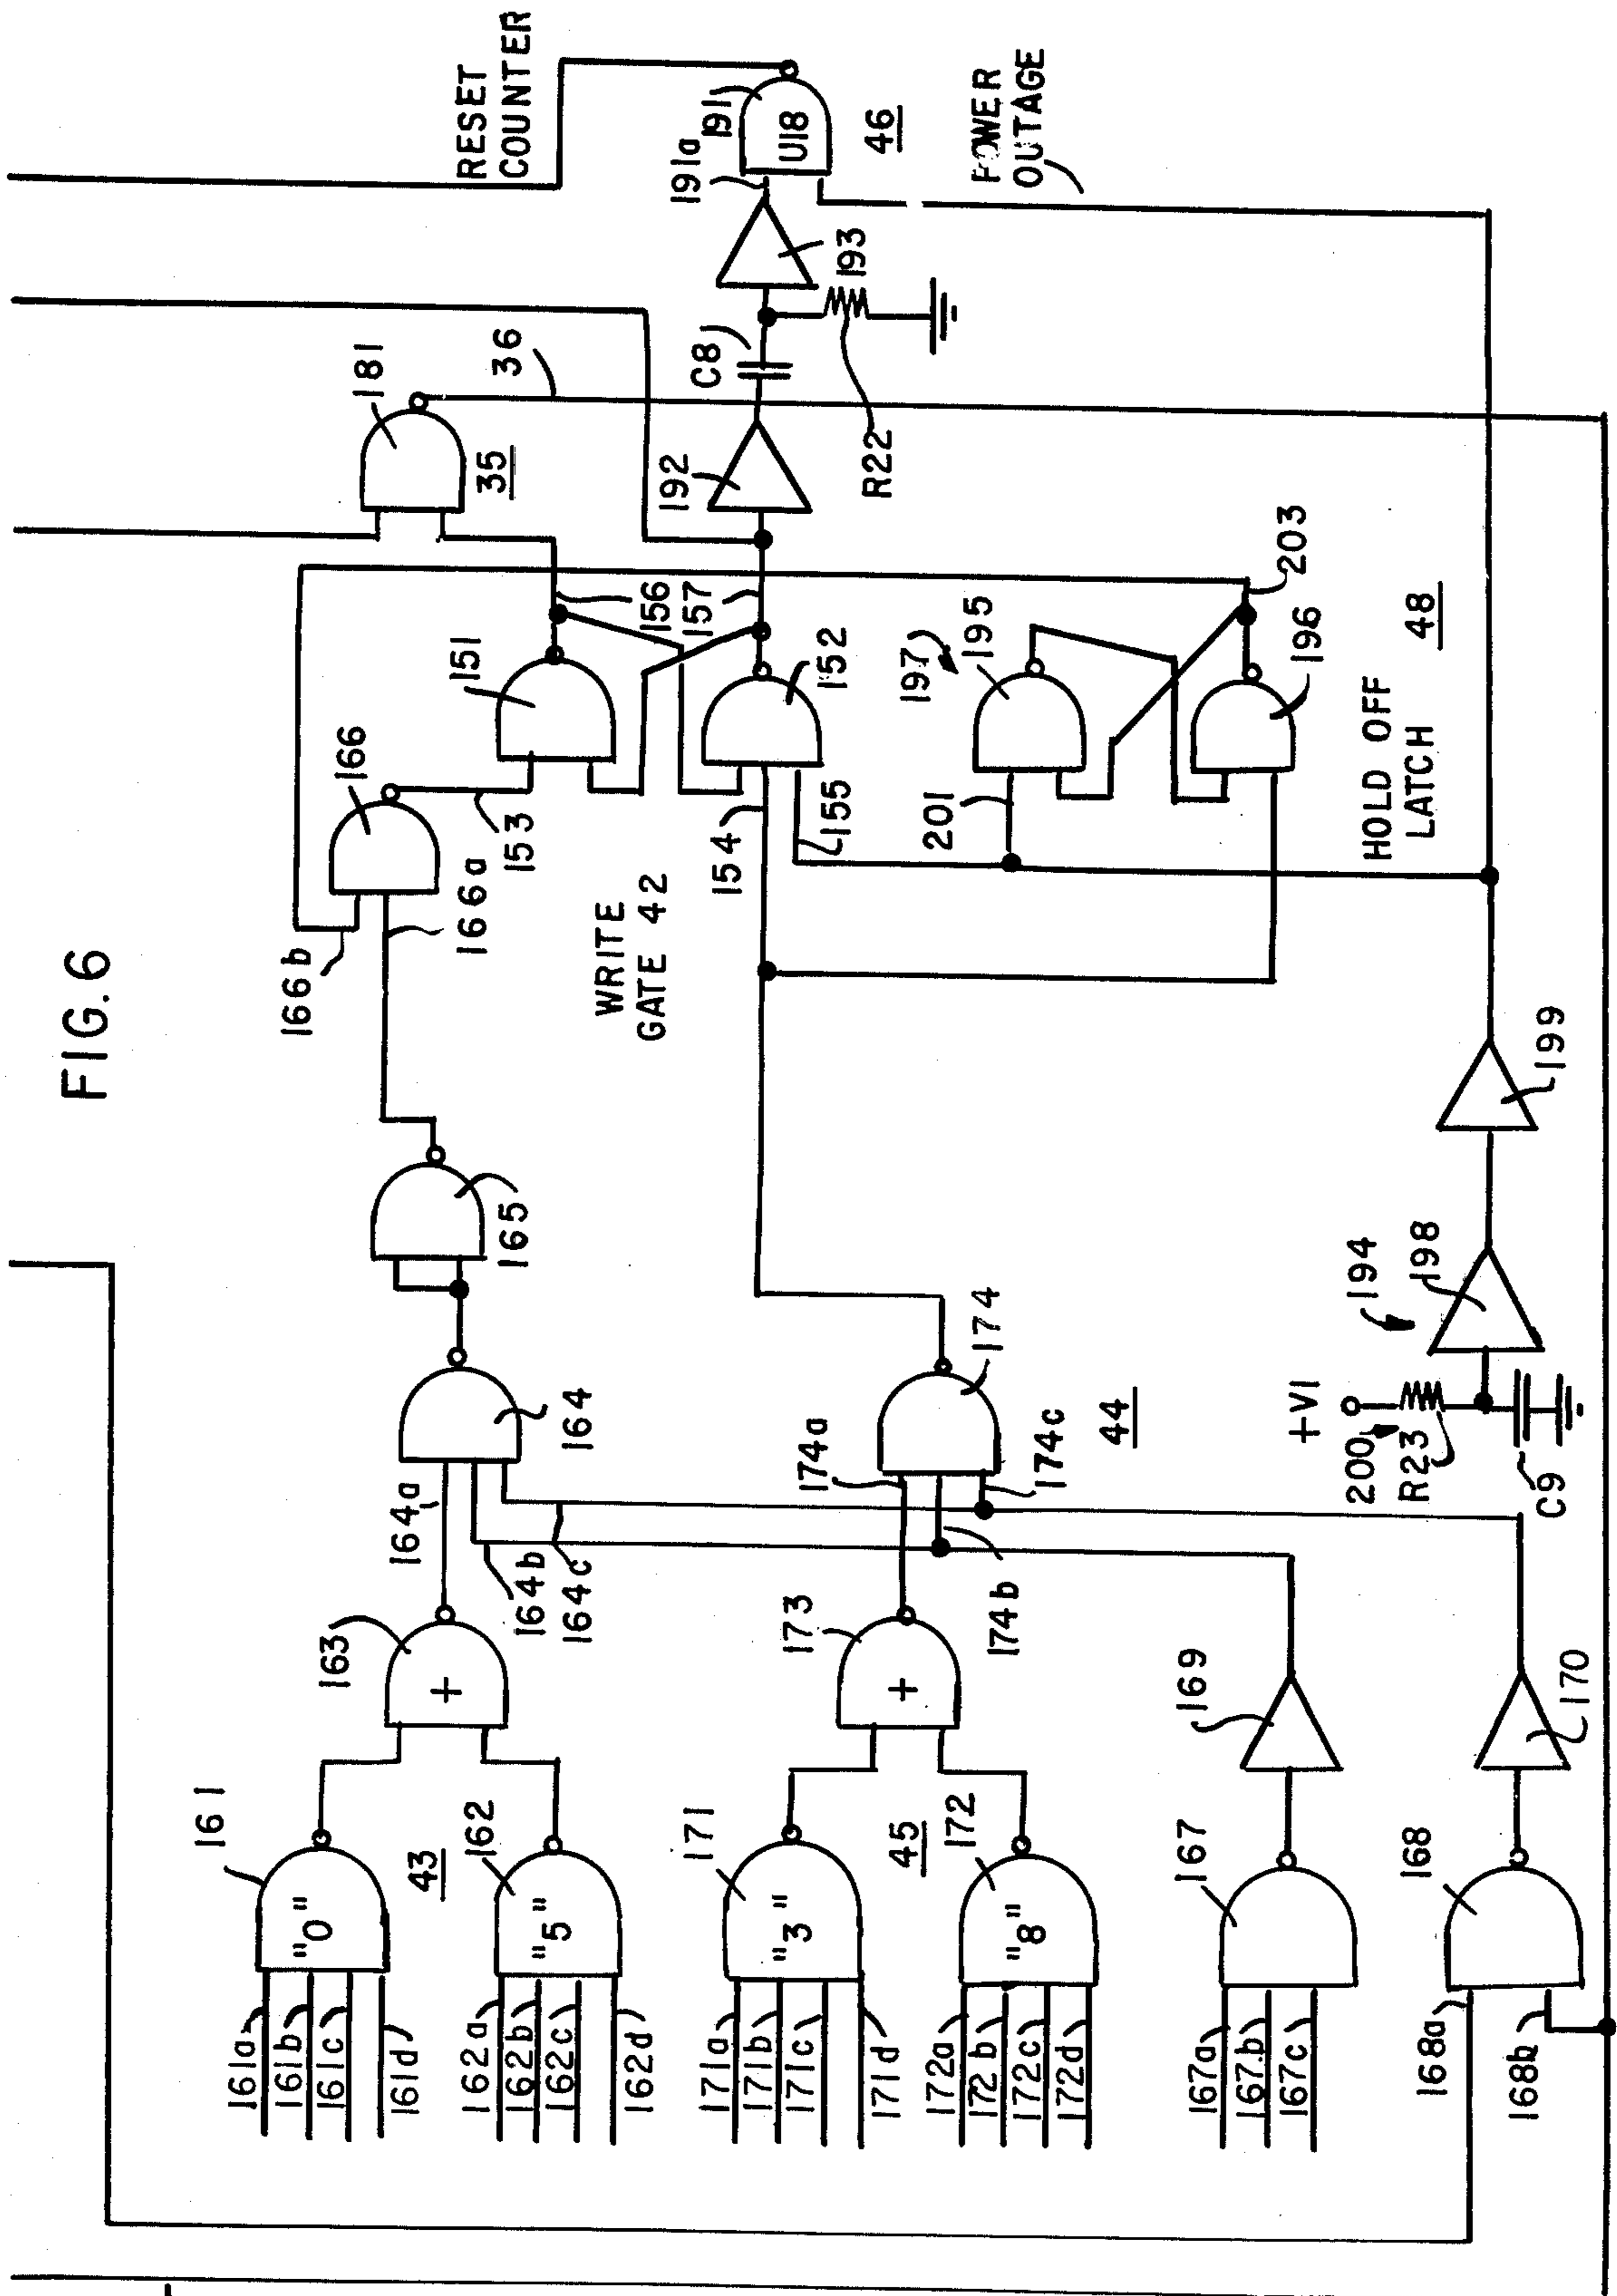 FIG.6
RESET
COUNTER
191a
191
U18
46
POWER
OUTAGE
193
C8
R22
36
181
35
192
156
157
151
152
166
153
166a
166b
WRITE
GATE 42
154
155
197
195
196
203
201
48
HOLD OFF
LATCH
199
198
194
+V1
200
R23
C9
165
164
164a
164b
164c
174
174a
174b
174c
44
163
+
173
+
169
170
161
"0"
43
162
"5"
171
"3"
45
172
"8"
167
168
161a
161b
161c
161d
162a
162b
162c
162d
171a
171b
171c
171d
172a
172b
172c
172d
167a
167b
167c
168a
168b